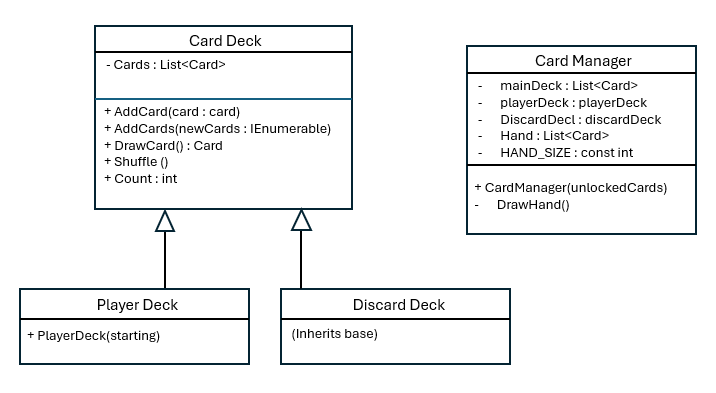 Card Deck
- Cards : List<Card>
+ AddCard(card : card)
+ AddCards(newCards : IEnumerable)
+ DrawCard() : Card
+ Shuffle ()
+ Count : int
Card Manager
- mainDeck : List<Card>
- playerDeck : playerDeck
- DiscardDecl : discardDeck
- Hand : List<Card>
- HAND_SIZE : const int
+ CardManager(unlockedCards)
- DrawHand()
Player Deck
+ PlayerDeck(starting)
Discard Deck
(Inherits base)